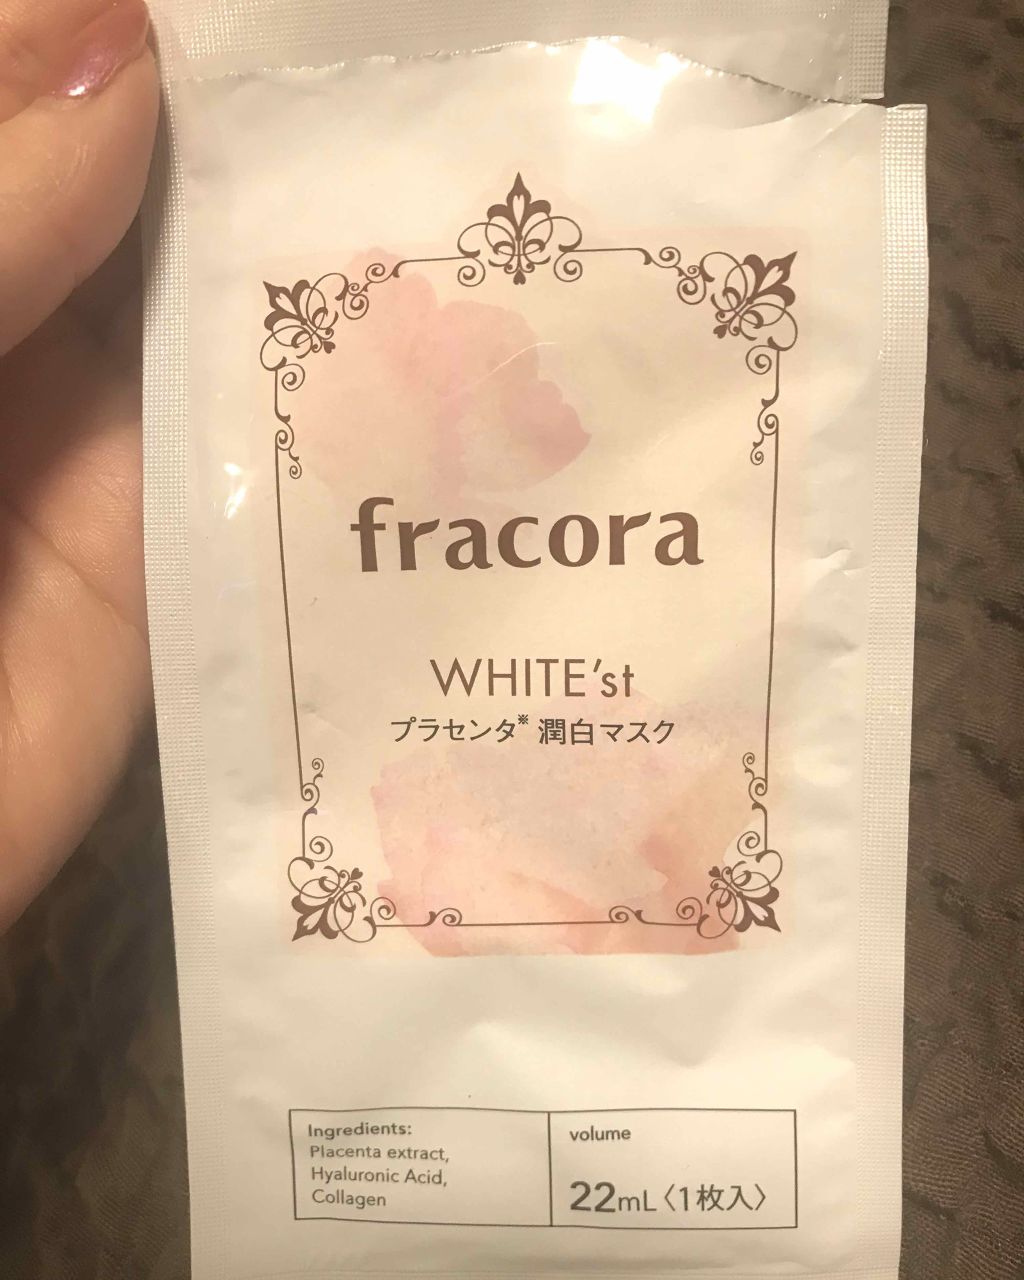 fracora
WHITE'st
プラセンタ※ 潤白マスク
Ingredients:
Placenta extract,
Hyaluronic Acid,
Collagen
volume
22mL〈1枚入〉